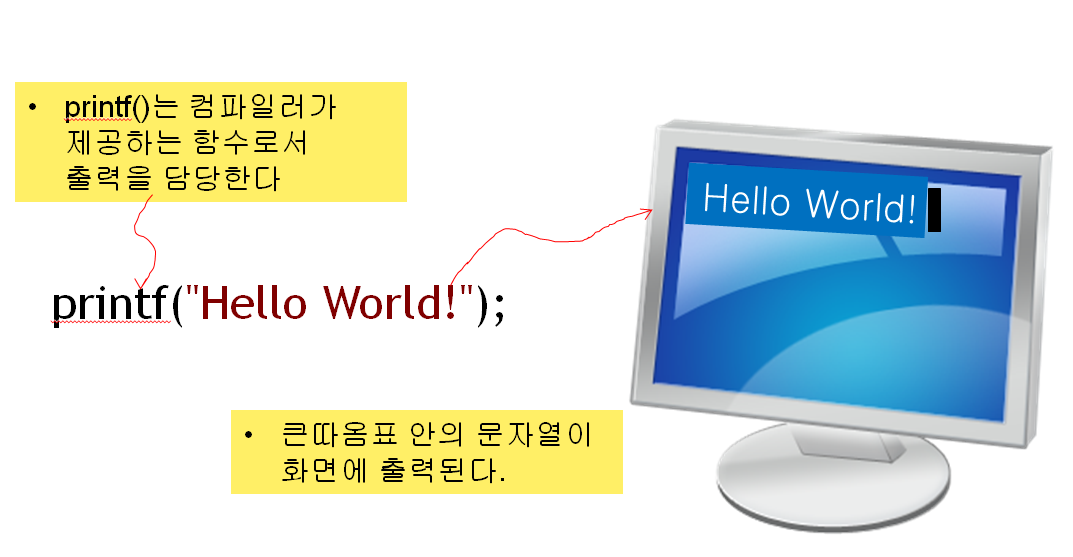 • printf()는 컴파일러가
제공하는 함수로서
출력을 담당한다
Hello World!
printf("Hello World!");
• 큰따옴표 안의 문자열이
화면에 출력된다.